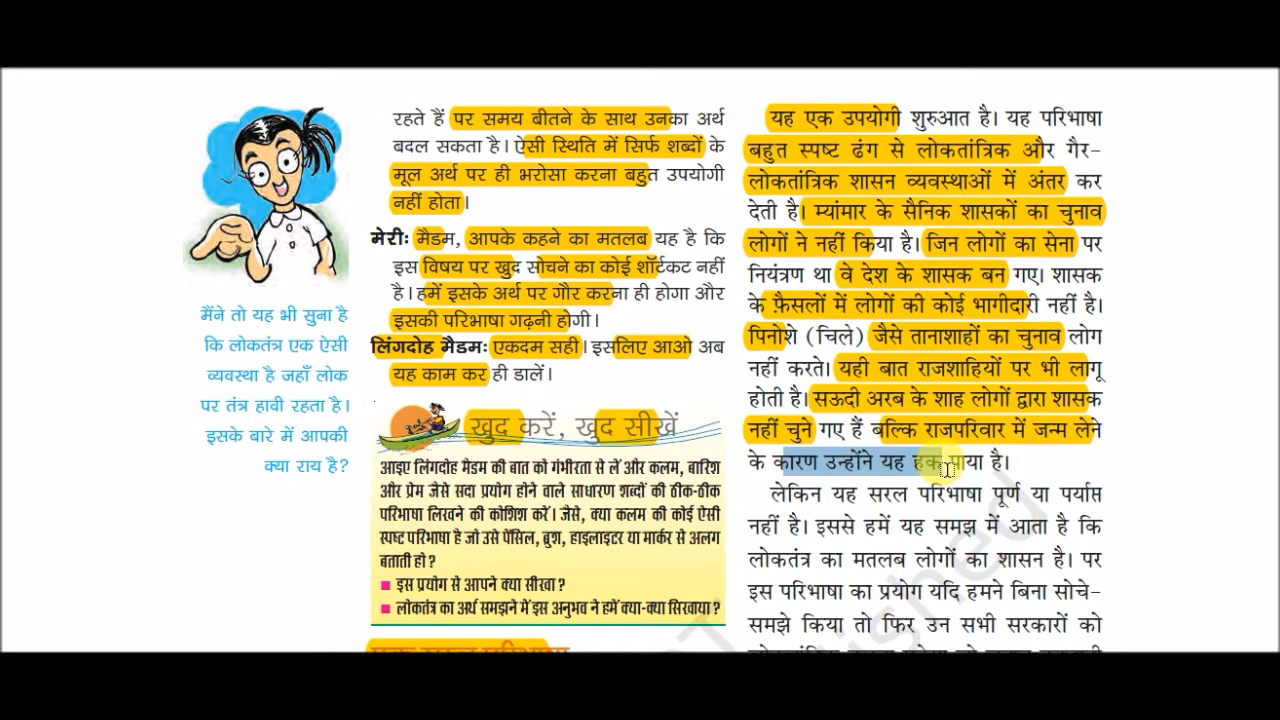 मैंने तो यह भी सुना है
कि लोकतंत्र एक ऐसी
व्यवस्था है जहाँ लोक
पर तंत्र हावी रहता है।
इसके बारे में आपकी
क्या राय है?
रहते हैं पर समय बीतने के साथ उनका अर्थ
बदल सकता है। ऐसी स्थिति में सिर्फ शब्दों के
मूल अर्थ पर ही भरोसा करना बहुत उपयोगी
नहीं होता।
मेरीः मैडम, आपके कहने का मतलब यह है कि
इस विषय पर खुद सोचने का कोई शॉर्टकट नहीं
है। हमें इसके अर्थ पर गौर करना ही होगा और
इसकी परिभाषा गढ़नी होगी।
लिंगदोह मैडमः एकदम सही। इसलिए आओ अब
यह काम कर ही डालें।
खुद करें, खुद सीखें
आइए लिंगदोह मैडम की बात को गंभीरता से लें और कलम, बारिश
और प्रेम जैसे सदा प्रयोग होने वाले साधारण शब्दों की ठीक-ठीक
परिभाषा लिखने की कोशिश करें। जैसे, क्या कलम की कोई ऐसी
स्पष्ट परिभाषा है जो उसे पेंसिल, ब्रुश, हाइलाइटर या मार्कर से अलग
बताती हो?
■ इस प्रयोग से आपने क्या सीखा?
■ लोकतंत्र का अर्थ समझने में इस अनुभव ने हमें क्या-क्या सिखाया?
यह एक उपयोगी शुरुआत है। यह परिभाषा
बहुत स्पष्ट ढंग से लोकतांत्रिक और गैर-
लोकतांत्रिक शासन व्यवस्थाओं में अंतर कर
देती है। म्यांमार के सैनिक शासकों का चुनाव
लोगों ने नहीं किया है। जिन लोगों का सेना पर
नियंत्रण था वे देश के शासक बन गए। शासक
के फ़ैसलों में लोगों की कोई भागीदारी नहीं है।
पिनोशे (चिले) जैसे तानाशाहों का चुनाव लोग
नहीं करते। यही बात राजशाहियों पर भी लागू
होती है। सऊदी अरब के शाह लोगों द्वारा शासक
नहीं चुने गए हैं बल्कि राजपरिवार में जन्म लेने
के कारण उन्होंने यह हक पाया है।
लेकिन यह सरल परिभाषा पूर्ण या पर्याप्त
नहीं है। इससे हमें यह समझ में आता है कि
लोकतंत्र का मतलब लोगों का शासन है। पर
इस परिभाषा का प्रयोग यदि हमने बिना सोचे-
समझे किया तो फिर उन सभी सरकारों को